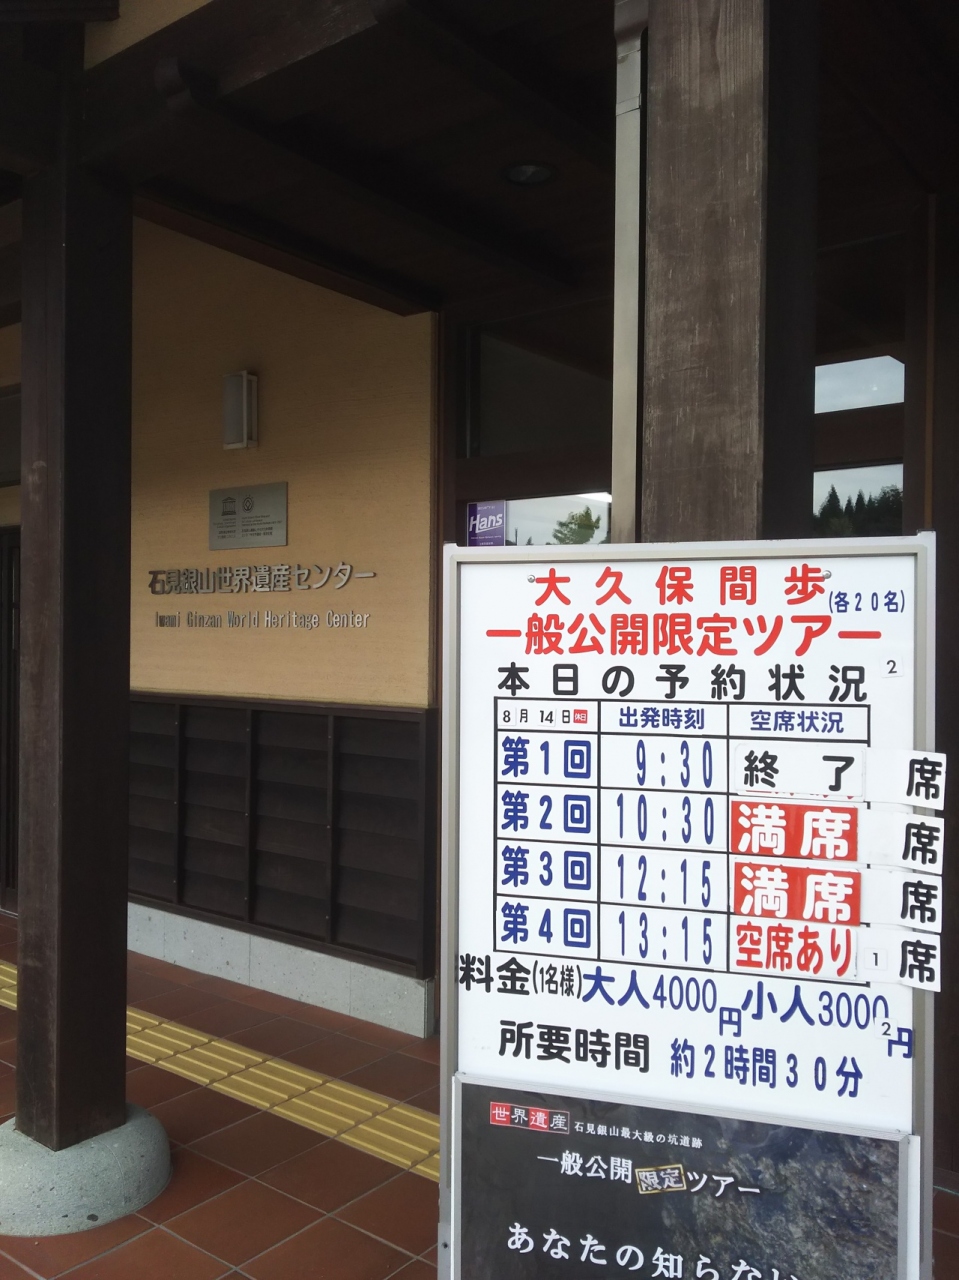 Hans
石見銀山世界遺産センター
Iwami Ginzan World Heritage Center
大久保間歩
(各20名)
一般公開限定ツアー
本日の予約状況 2
8月14日 休日 出発時刻 空席状況
第1回 9:30 終了 席
第2回 10:30 満席 席
第3回 12:15 満席 席
第4回 13:15 空席あり 1 席
料金(1名様)大人4000円小人3000円
2
所要時間 約2時間30分
世界遺産 石見銀山最大級の坑道跡
一般公開限定ツアー
あなたの知らない